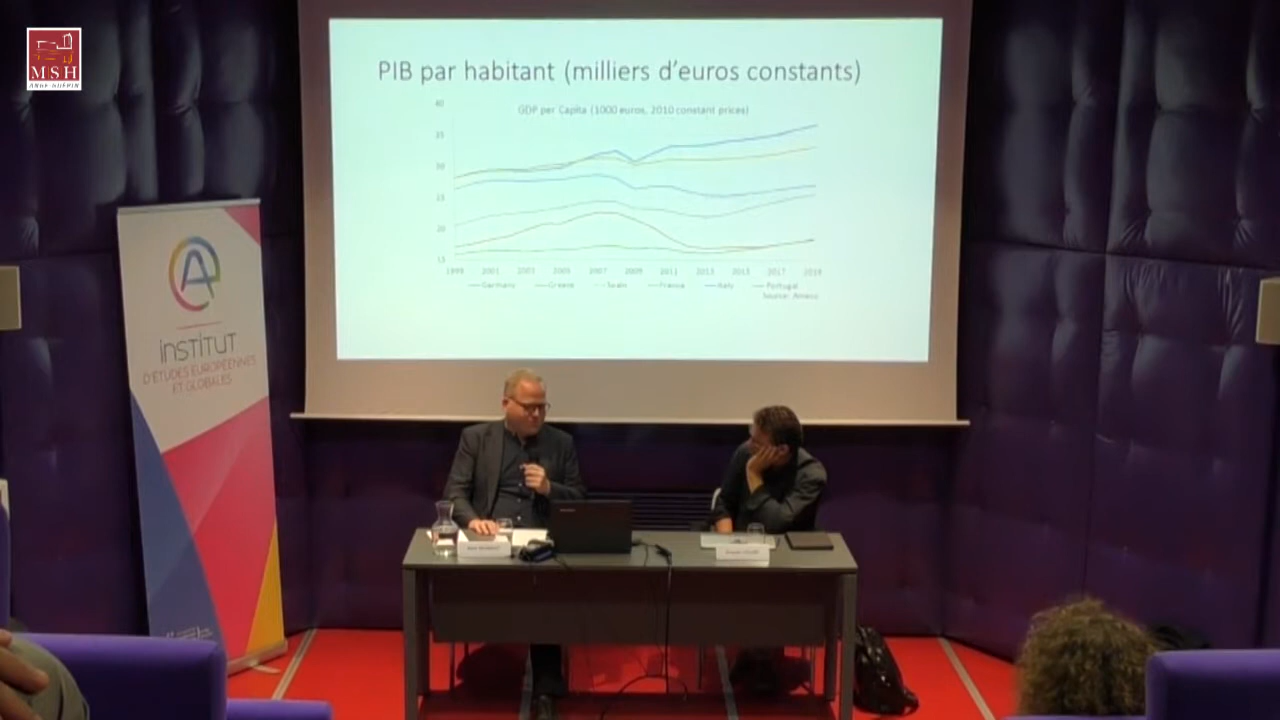 MSH
ANGE-GUÉPIN
PIB par habitant (milliers d'euros constants)
GDP per Capita (1000 euros, 2010 constant prices)
40
35
30
25
20
15
1999 2001 2003 2005 2007 2009 2011 2013 2015 2017 2019
Germany Greece Spain France Italy Portugal
Source: Ameco
institut
D'ÉTUDES EUROPÉENNES
ET GLOBALES